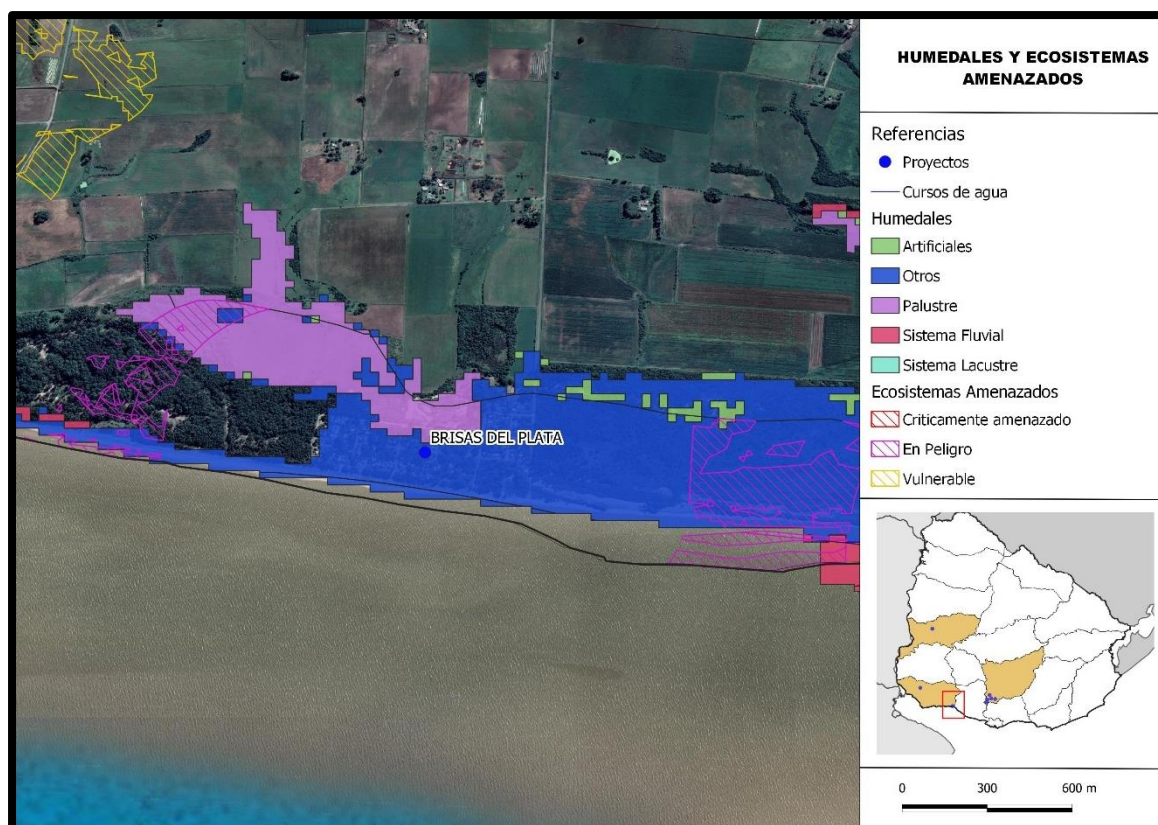 HUMEDALES Y ECOSISTEMAS
AMENAZADOS
Referencias
Proyectos
Cursos de agua
Humedales
Artificiales
Otros
Palustre
Sistema Fluvial
Sistema Lacustre
Ecosistemas Amenazados
Criticamente amenazado
En Peligro
Vulnerable
BRISAS DEL PLATA
0 300 600 m